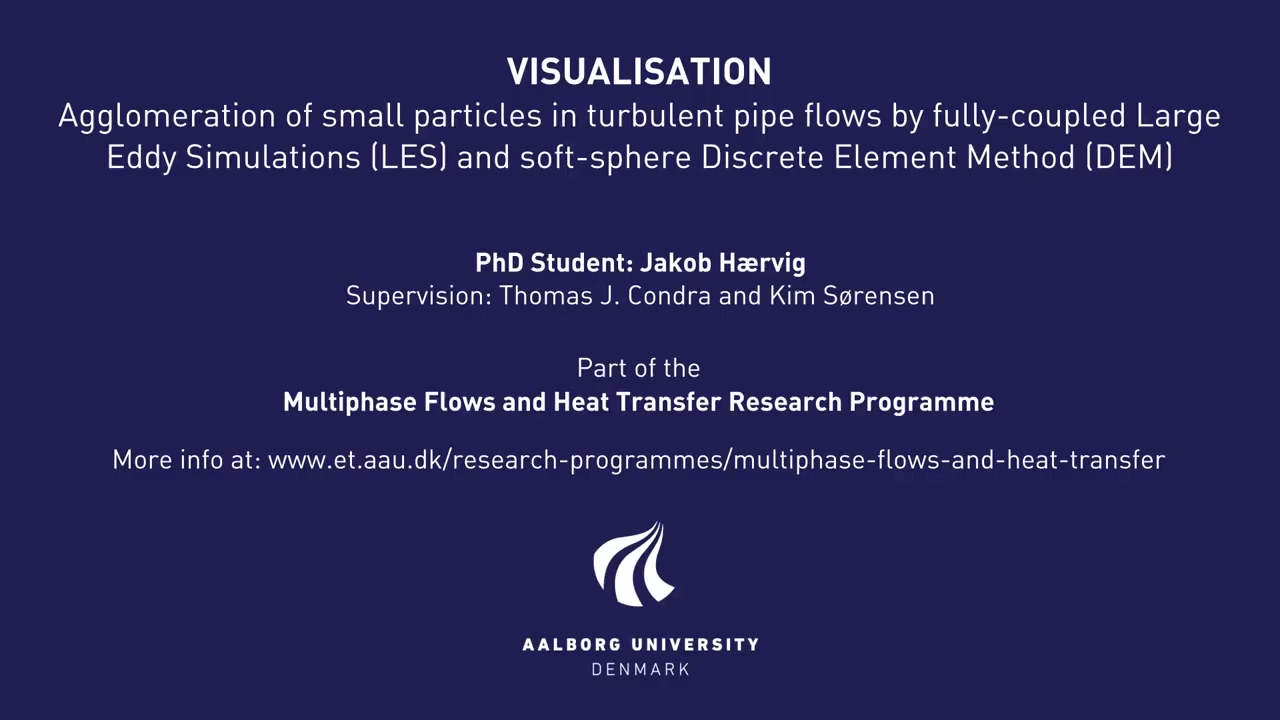 VISUALISATION
Agglomeration of small particles in turbulent pipe flows by fully-coupled Large
Eddy Simulations (LES) and soft-sphere Discrete Element Method (DEM)
PhD Student: Jakob Hærvig
Supervision: Thomas J. Condra and Kim Sørensen
Part of the
Multiphase Flows and Heat Transfer Research Programme
More info at: www.et.aau.dk/research-programmes/multiphase-flows-and-heat-transfer
AALBORG UNIVERSITY
DENMARK